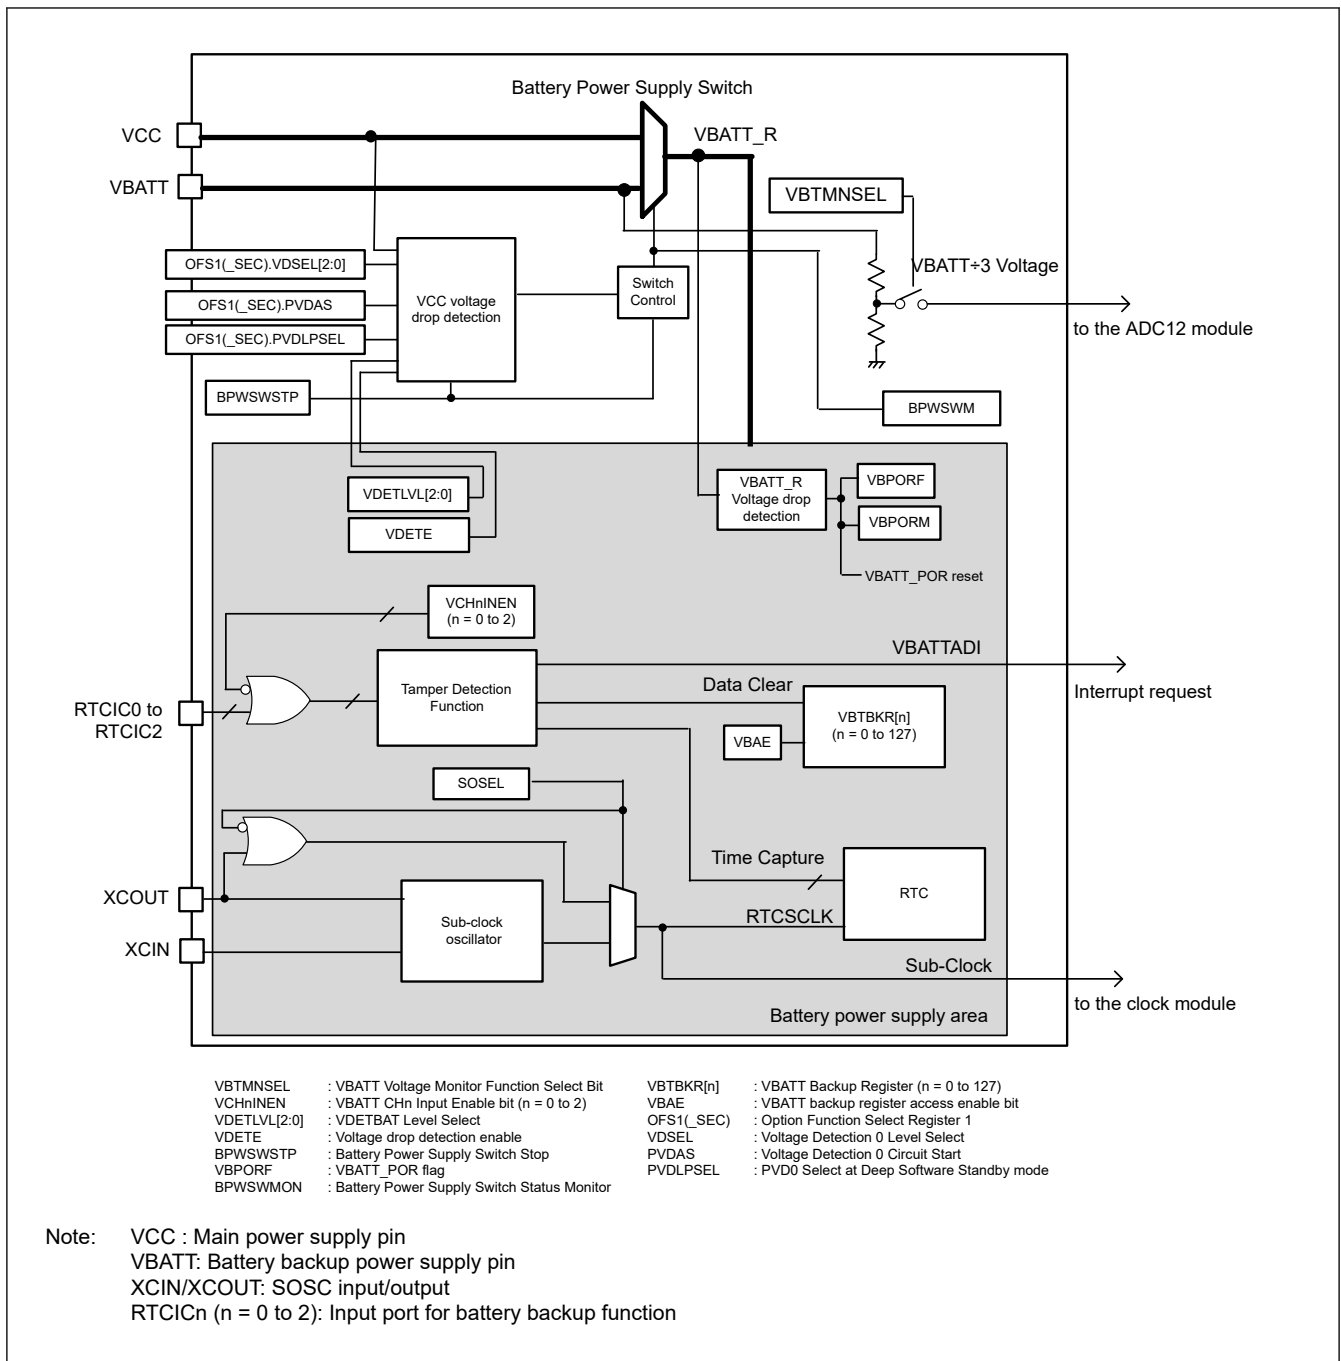 Battery Power Supply Switch
VCC
VBATT_R
VBATT
VBTMNSEL
OFS1(_SEC).VDSEL[2:0]
OFS1(_SEC).PVDAS
OFS1(_SEC).PVDLPSEL
VCC voltage
drop detection
Switch
Control
VBATT÷3 Voltage
to the ADC12 module
BPWSWSTP
BPWSWM
VDETLVL[2:0]
VDETE
VBATT_R
Voltage drop
detection
VBPORF
VBPORM
VBATT_POR reset
VCHnINEN
(n = 0 to 2)
VBATTADI
Interrupt request
RTCIC0 to
RTCIC2
Tamper Detection
Function
Data Clear
VBTBKR[n]
(n = 0 to 127)
VBAE
SOSEL
Time Capture
RTC
XCOUT
XCIN
Sub-clock
oscillator
RTCSCLK
Sub-Clock
to the clock module
Battery power supply area
VBTMNSEL : VBATT Voltage Monitor Function Select Bit
VCHnINEN : VBATT CHn Input Enable bit (n = 0 to 2)
VDETLVL[2:0] : VDETBAT Level Select
VDETE : Voltage drop detection enable
BPWSWSTP : Battery Power Supply Switch Stop
VBPORF : VBATT_POR flag
BPWSWMON : Battery Power Supply Switch Status Monitor
VBTBKR[n] : VBATT Backup Register (n = 0 to 127)
VBAE : VBATT backup register access enable bit
OFS1(_SEC) : Option Function Select Register 1
VDSEL : Voltage Detection 0 Level Select
PVDAS : Voltage Detection 0 Circuit Start
PVDLPSEL : PVD0 Select at Deep Software Standby mode
Note: VCC : Main power supply pin
VBATT: Battery backup power supply pin
XCIN/XCOUT: SOSC input/output
RTCICn (n = 0 to 2): Input port for battery backup function